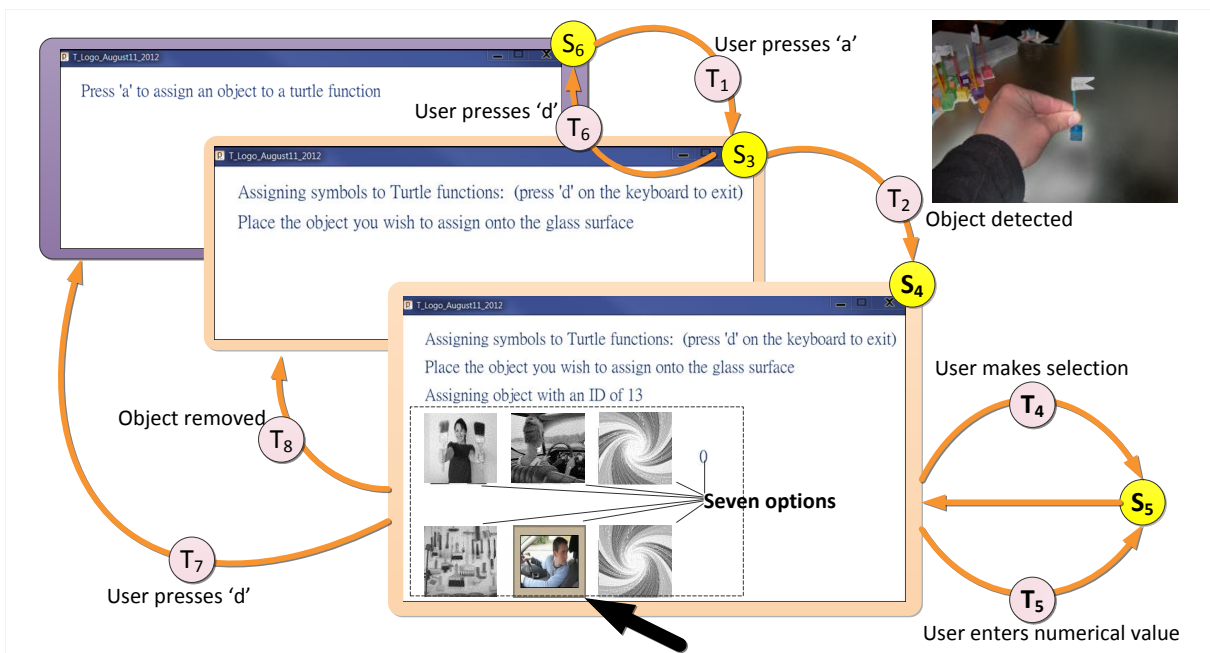 T_Logo_August11_2012
Press 'a' to assign an object to a turtle function
S6
User presses 'a'
T1
User presses 'd'
T6
T_Logo_August11_2012
S3
Assigning symbols to Turtle functions: (press 'd' on the keyboard to exit)
Place the object you wish to assign onto the glass surface
T2
Object detected
S4
T_Logo_August11_2012
Assigning symbols to Turtle functions: (press 'd' on the keyboard to exit)
Place the object you wish to assign onto the glass surface
Assigning object with an ID of 13
0
Seven options
Object removed
T8
T7
User presses 'd'
User makes selection
T4
S5
T5
User enters numerical value